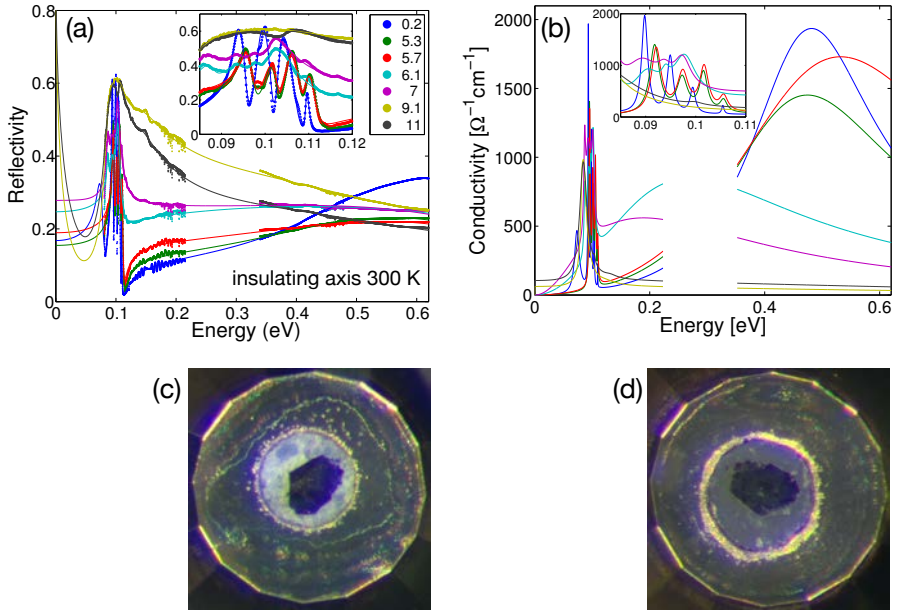 (a)
Reflectivity
0.8
0.6
0.4
0.2
0
0 0.1 0.2 0.3 0.4 0.5 0.6
Energy (eV)
insulating axis 300 K
0.6
0.4
0.2
0
0.09 0.1 0.11 0.12
0.2
5.3
5.7
6.1
7
9.1
11
(b)
Conductivity [Ω⁻¹cm⁻¹]
2000
1500
1000
500
0
0 0.2 0.4 0.6
Energy [eV]
2000
1500
1000
500
0
0.09 0.1 0.11
(c)
(d)